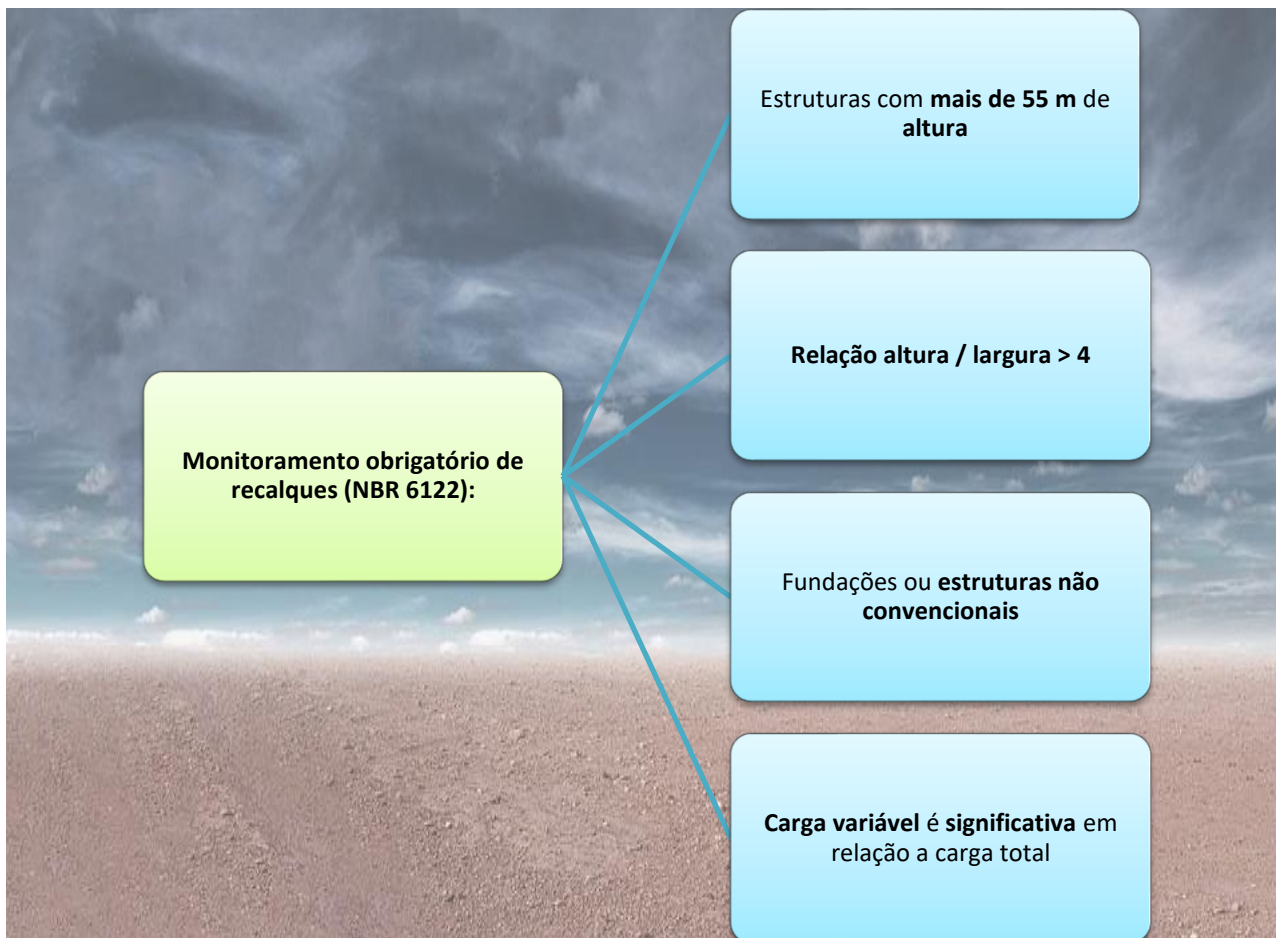 Estruturas com mais de 55 m de
altura
Relação altura / largura > 4
Monitoramento obrigatório de
recalques (NBR 6122):
Fundações ou estruturas não
convencionais
Carga variável é significativa em
relação a carga total